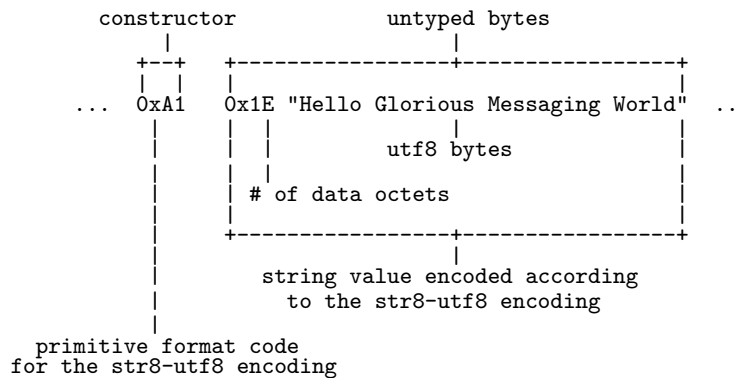 constructor untyped bytes
... 0xA1 0x1E "Hello Glorious Messaging World" ..
utf8 bytes
# of data octets
string value encoded according
to the str8-utf8 encoding
primitive format code
for the str8-utf8 encoding